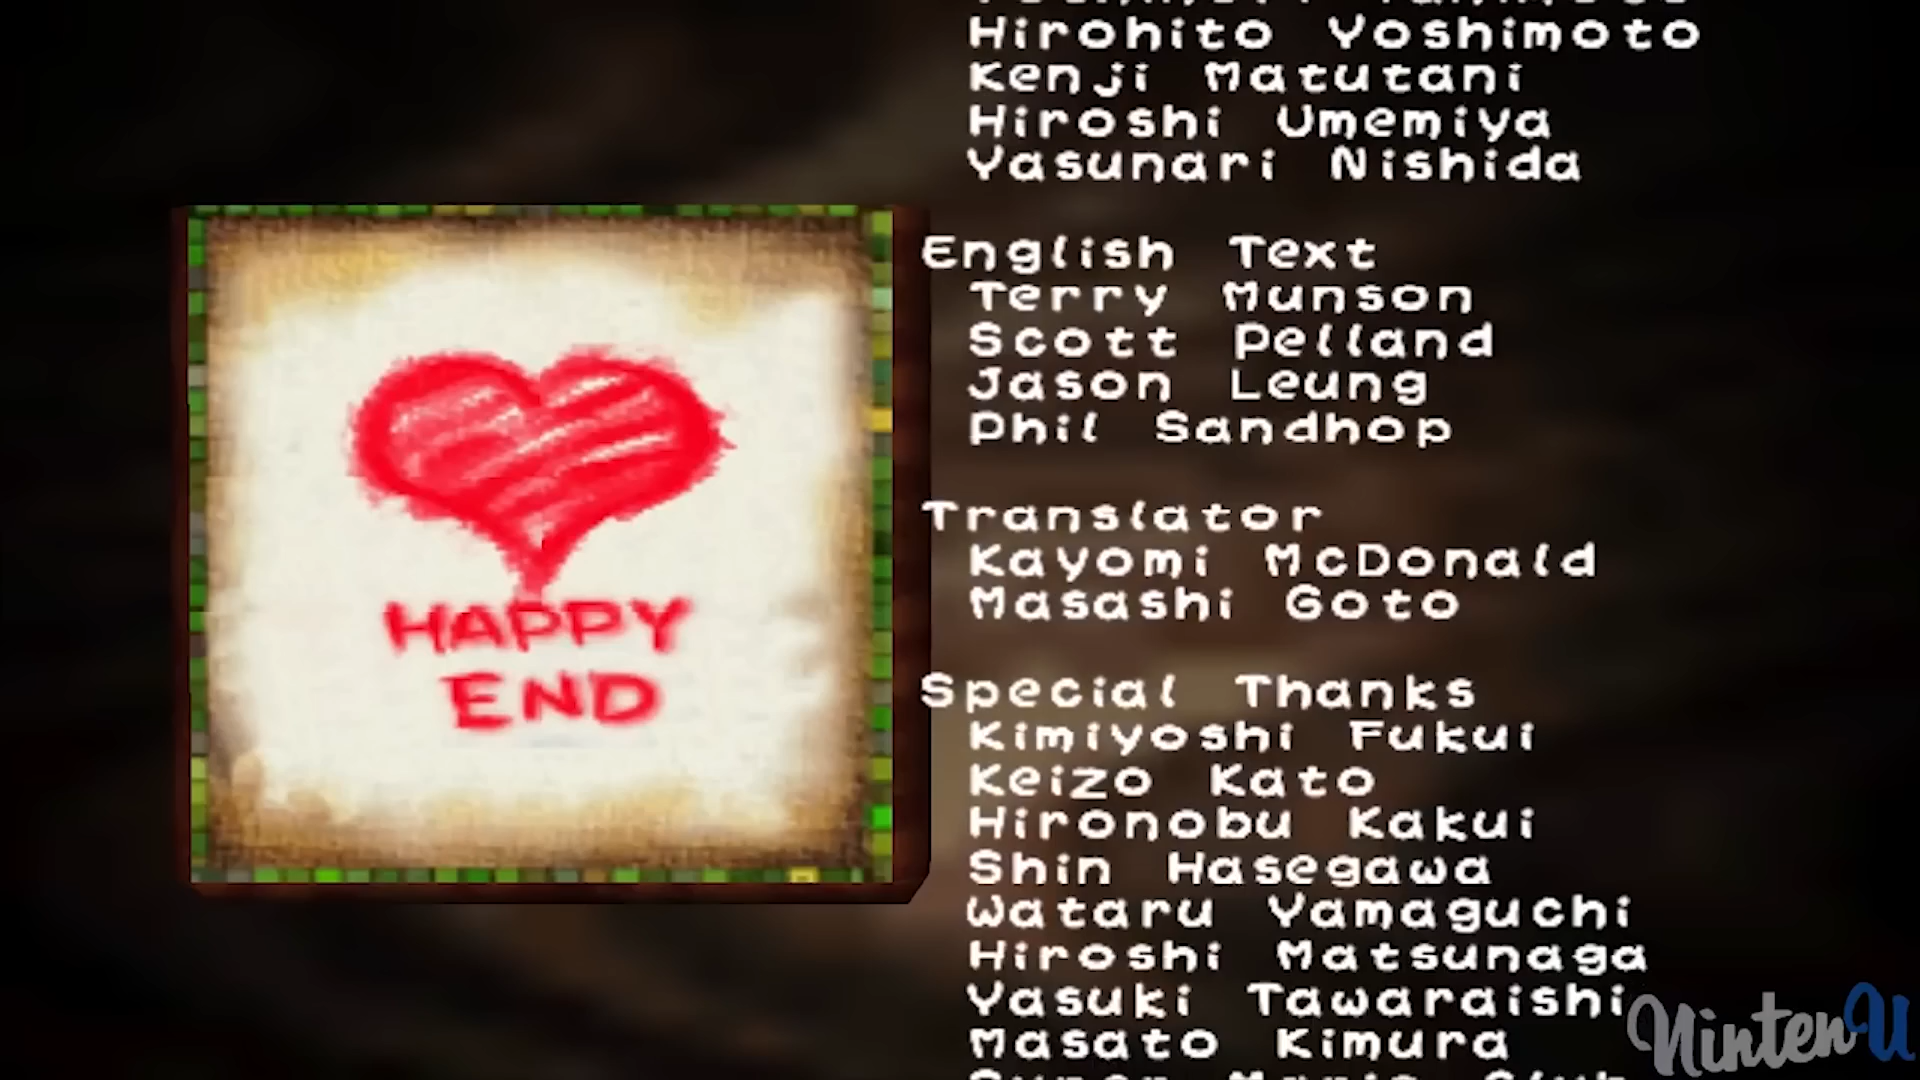 Hirohito Yoshimoto
Kenji Matutani
Hiroshi Umemiya
Yasunari Nishida
English Text
Terry Munson
Scott Pelland
Jason Leung
Phil Sandhop
Translator
Kayomi McDonald
Masashi Goto
Special Thanks
Kimiyoshi Fukui
Keizo Kato
Hironobu Kakui
Shin Hasegawa
Wataru Yamaguchi
Hiroshi Matsunaga
Yasuki Tawaraishi
Masato Kimura
HAPPY
END
NintenU